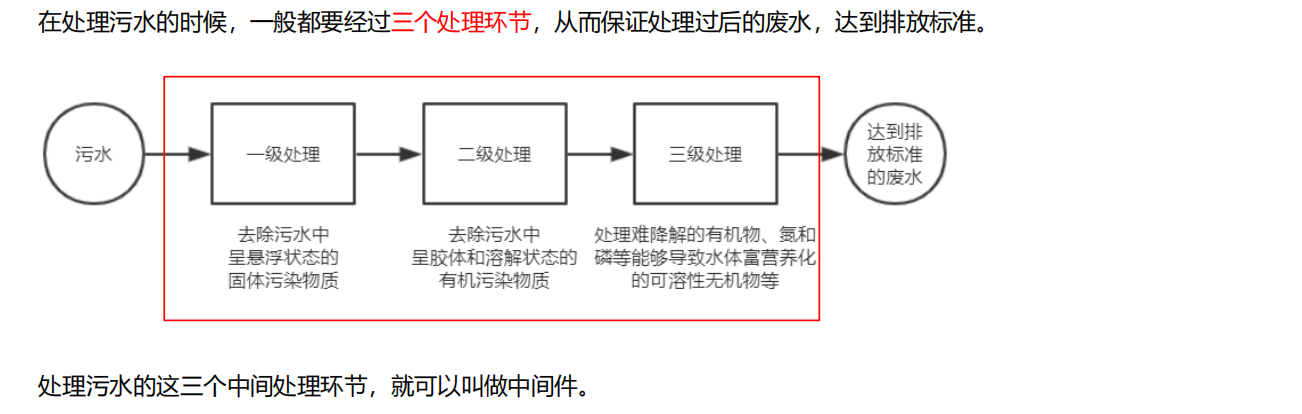 在处理污水的时候，一般都要经过三个处理环节，从而保证处理过后的废水，达到排放标准。
污水
一级处理
二级处理
三级处理
达到排
放标准
的废水
去除污水中
呈悬浮状态的
固体污染物质
去除污水中
呈胶体和溶解状态的
有机污染物质
处理难降解的有机物、氮和
磷等能够导致水体富营养化
的可溶性无机物等
处理污水的这三个中间处理环节，就可以叫做中间件。